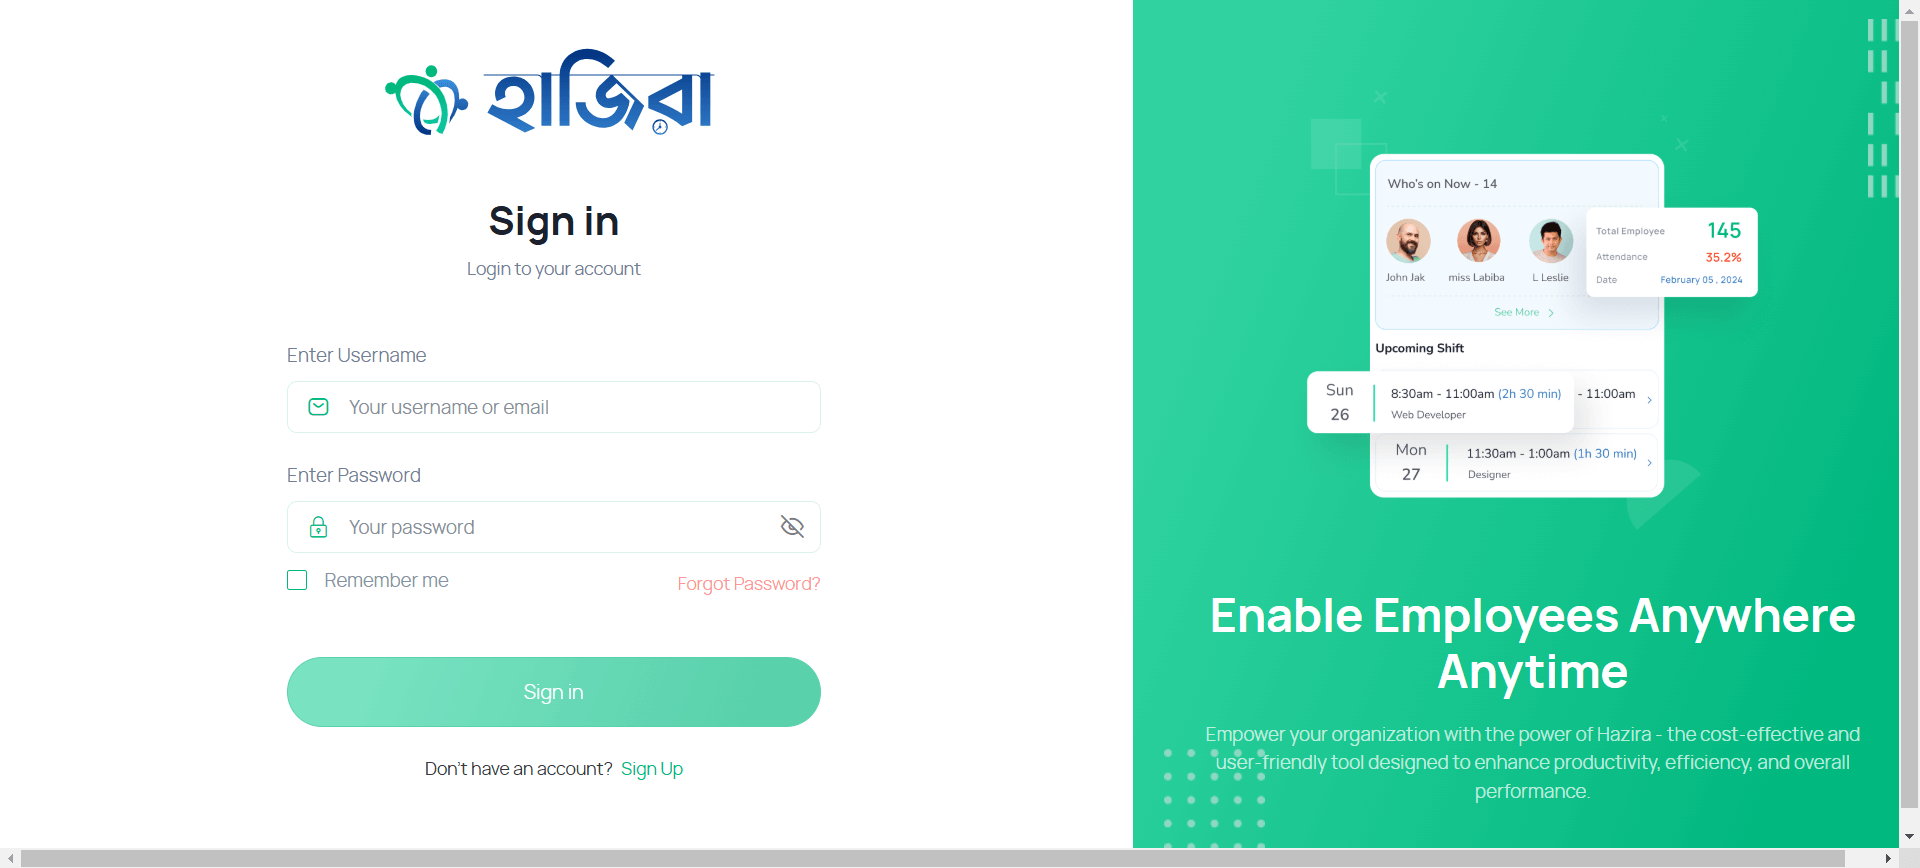 হাজিরা
Sign in
Login to your account
Enter Username
Your username or email
Enter Password
Your password
Remember me
Forgot Password?
Sign in
Don't have an account? Sign Up
Who's on Now - 14
John Jak
miss Labiba
L Leslie
See More
Total Employee 145
Attendance 35.2%
Date February 05 , 2024
Upcoming Shift
Sun
26
8:30am - 11:00am (2h 30 min)
Web Developer
- 11:00am
Mon
27
11:30am - 1:00am (1h 30 min)
Designer
Enable Employees Anywhere
Anytime
Empower your organization with the power of Hazira - the cost-effective and
user-friendly tool designed to enhance productivity, efficiency, and overall
performance.